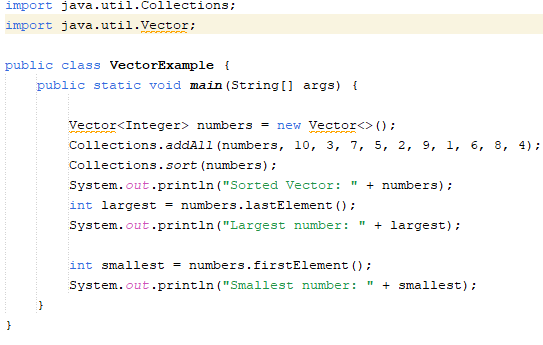 import java.util.Collections;
import java.util.Vector;
public class VectorExample {
public static void main(String[] args) {
Vector<Integer> numbers = new Vector<>();
Collections.addAll(numbers, 10, 3, 7, 5, 2, 9, 1, 6, 8, 4);
Collections.sort(numbers);
System.out.println("Sorted Vector: " + numbers);
int largest = numbers.lastElement();
System.out.println("Largest number: " + largest);
int smallest = numbers.firstElement();
System.out.println("Smallest number: " + smallest);
}
}